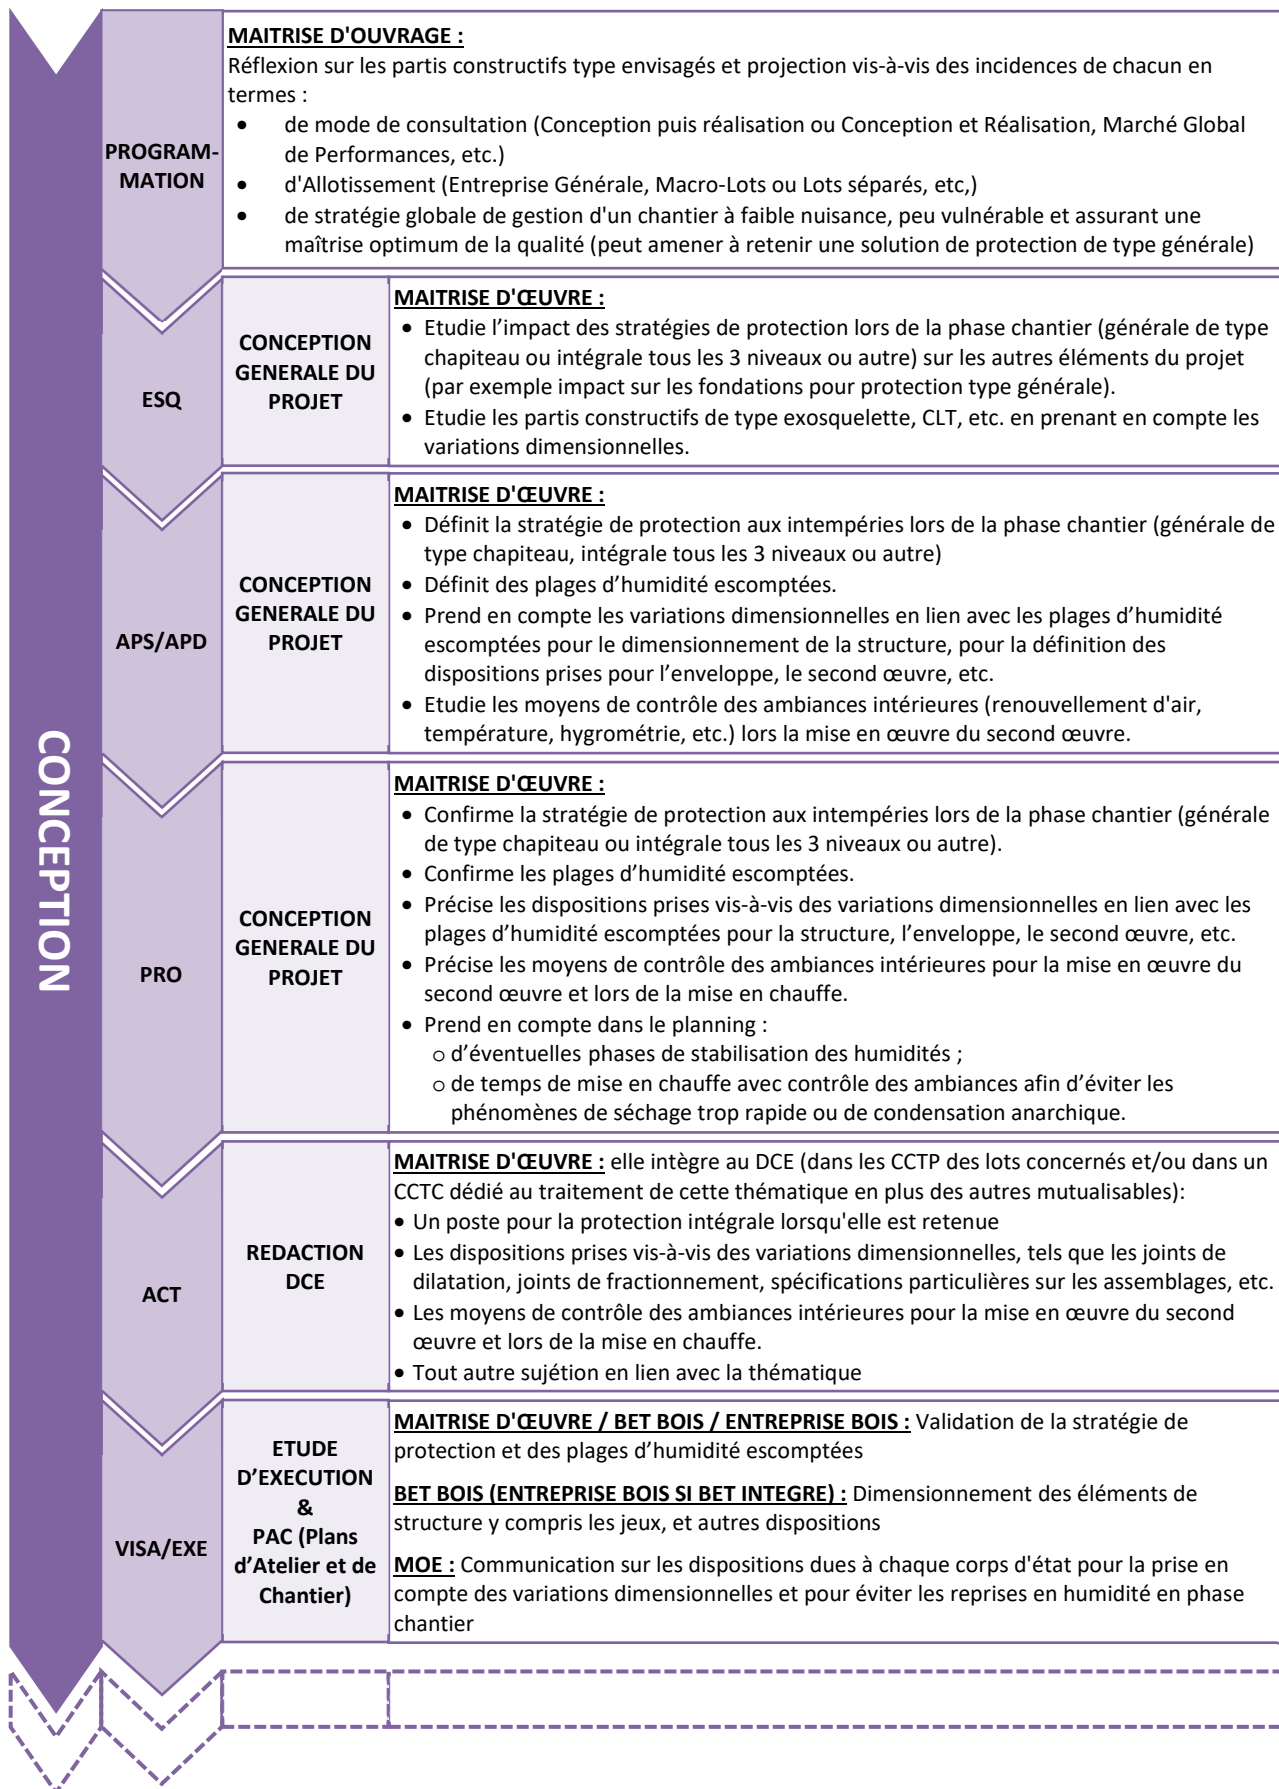 CONCEPTION
PROGRAM-
MATION
MAITRISE D'OUVRAGE :
Réflexion sur les partis constructifs type envisagés et projection vis-à-vis des incidences de chacun en
termes :
• de mode de consultation (Conception puis réalisation ou Conception et Réalisation, Marché Global
de Performances, etc.)
• d'Allotissement (Entreprise Générale, Macro-Lots ou Lots séparés, etc,)
• de stratégie globale de gestion d'un chantier à faible nuisance, peu vulnérable et assurant une
maîtrise optimum de la qualité (peut amener à retenir une solution de protection de type générale)
ESQ
CONCEPTION
GENERALE DU
PROJET
MAITRISE D'ŒUVRE :
• Etudie l’impact des stratégies de protection lors de la phase chantier (générale de type
chapiteau ou intégrale tous les 3 niveaux ou autre) sur les autres éléments du projet
(par exemple impact sur les fondations pour protection type générale).
• Etudie les partis constructifs de type exosquelette, CLT, etc. en prenant en compte les
variations dimensionnelles.
APS/APD
CONCEPTION
GENERALE DU
PROJET
MAITRISE D'ŒUVRE :
• Définit la stratégie de protection aux intempéries lors de la phase chantier (générale de
type chapiteau, intégrale tous les 3 niveaux ou autre)
• Définit des plages d’humidité escomptées.
• Prend en compte les variations dimensionnelles en lien avec les plages d’humidité
escomptées pour le dimensionnement de la structure, pour la définition des
dispositions prises pour l’enveloppe, le second œuvre, etc.
• Etudie les moyens de contrôle des ambiances intérieures (renouvellement d'air,
température, hygrométrie, etc.) lors la mise en œuvre du second œuvre.
PRO
CONCEPTION
GENERALE DU
PROJET
MAITRISE D'ŒUVRE :
• Confirme la stratégie de protection aux intempéries lors de la phase chantier (générale
de type chapiteau ou intégrale tous les 3 niveaux ou autre).
• Confirme les plages d’humidité escomptées.
• Précise les dispositions prises vis-à-vis des variations dimensionnelles en lien avec les
plages d’humidité escomptées pour la structure, l’enveloppe, le second œuvre, etc.
• Précise les moyens de contrôle des ambiances intérieures pour la mise en œuvre du
second œuvre et lors de la mise en chauffe.
• Prend en compte dans le planning :
o d’éventuelles phases de stabilisation des humidités ;
o de temps de mise en chauffe avec contrôle des ambiances afin d’éviter les
phénomènes de séchage trop rapide ou de condensation anarchique.
ACT
REDACTION
DCE
MAITRISE D'ŒUVRE : elle intègre au DCE (dans les CCTP des lots concernés et/ou dans un
CCTC dédié au traitement de cette thématique en plus des autres mutualisables):
• Un poste pour la protection intégrale lorsqu'elle est retenue
• Les dispositions prises vis-à-vis des variations dimensionnelles, tels que les joints de
dilatation, joints de fractionnement, spécifications particulières sur les assemblages, etc.
• Les moyens de contrôle des ambiances intérieures pour la mise en œuvre du second
œuvre et lors de la mise en chauffe.
• Tout autre sujétion en lien avec la thématique
VISA/EXE
ETUDE
D’EXECUTION
&
PAC (Plans
d’Atelier et de
Chantier)
MAITRISE D'ŒUVRE / BET BOIS / ENTREPRISE BOIS : Validation de la stratégie de
protection et des plages d’humidité escomptées
BET BOIS (ENTREPRISE BOIS SI BET INTEGRE) : Dimensionnement des éléments de
structure y compris les jeux, et autres dispositions
MOE : Communication sur les dispositions dues à chaque corps d'état pour la prise en
compte des variations dimensionnelles et pour éviter les reprises en humidité en phase
chantier